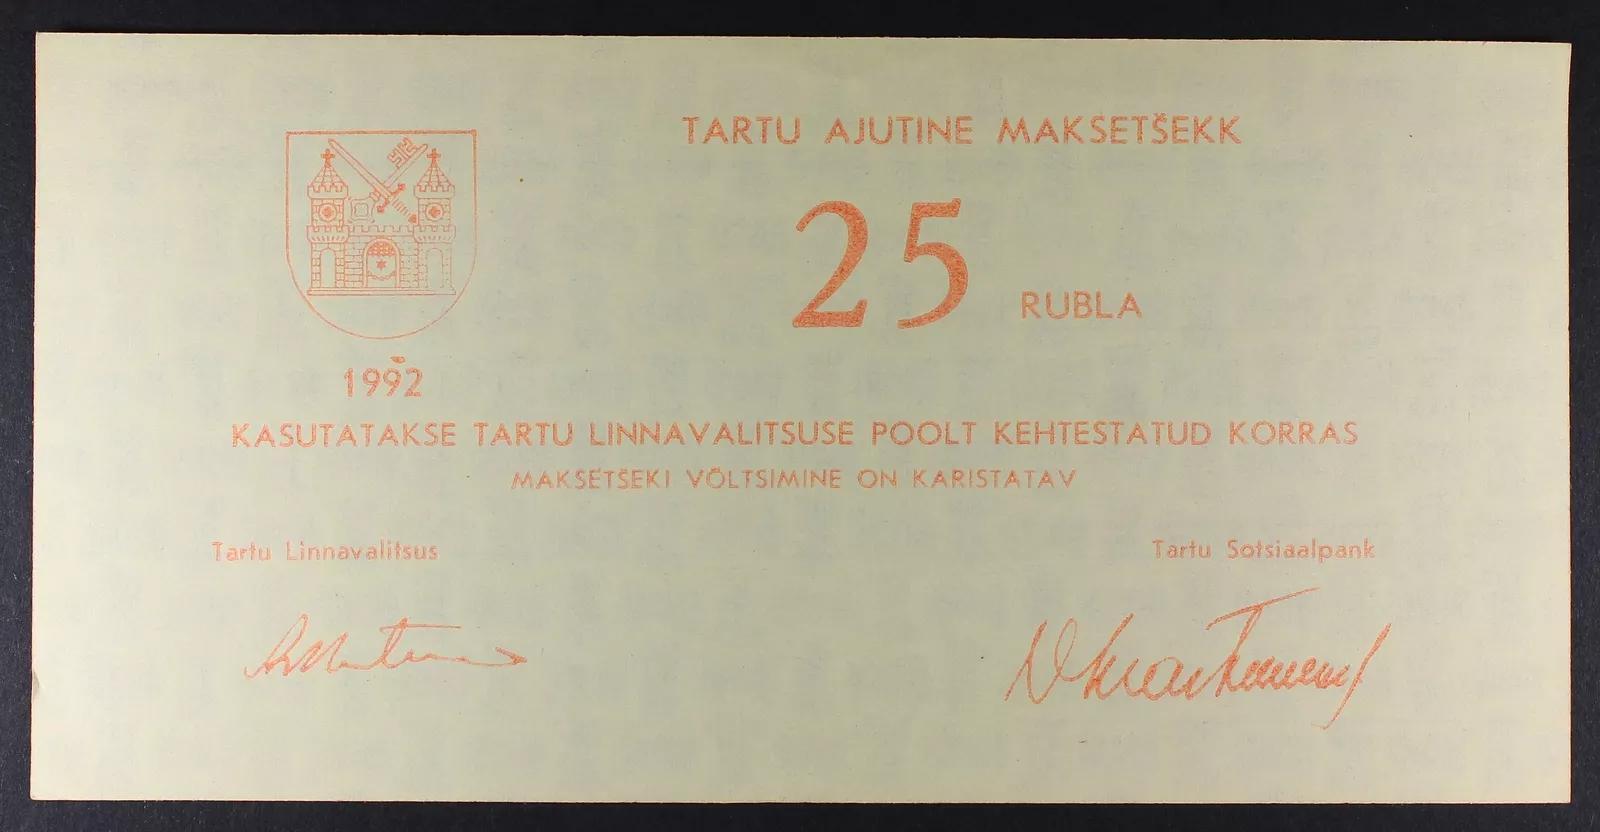 TARTU AJUTINE MAKSETŠEKK
25 RUBLA
1992
KASUTATAKSE TARTU LINNAVALITSUSE POOLT KEHTESTATUD KORRAS
MAKSETŠEKI VÕLTSIMINE ON KARISTATAV
Tartu Linnavalitsus
Tartu Sotsiaalpank